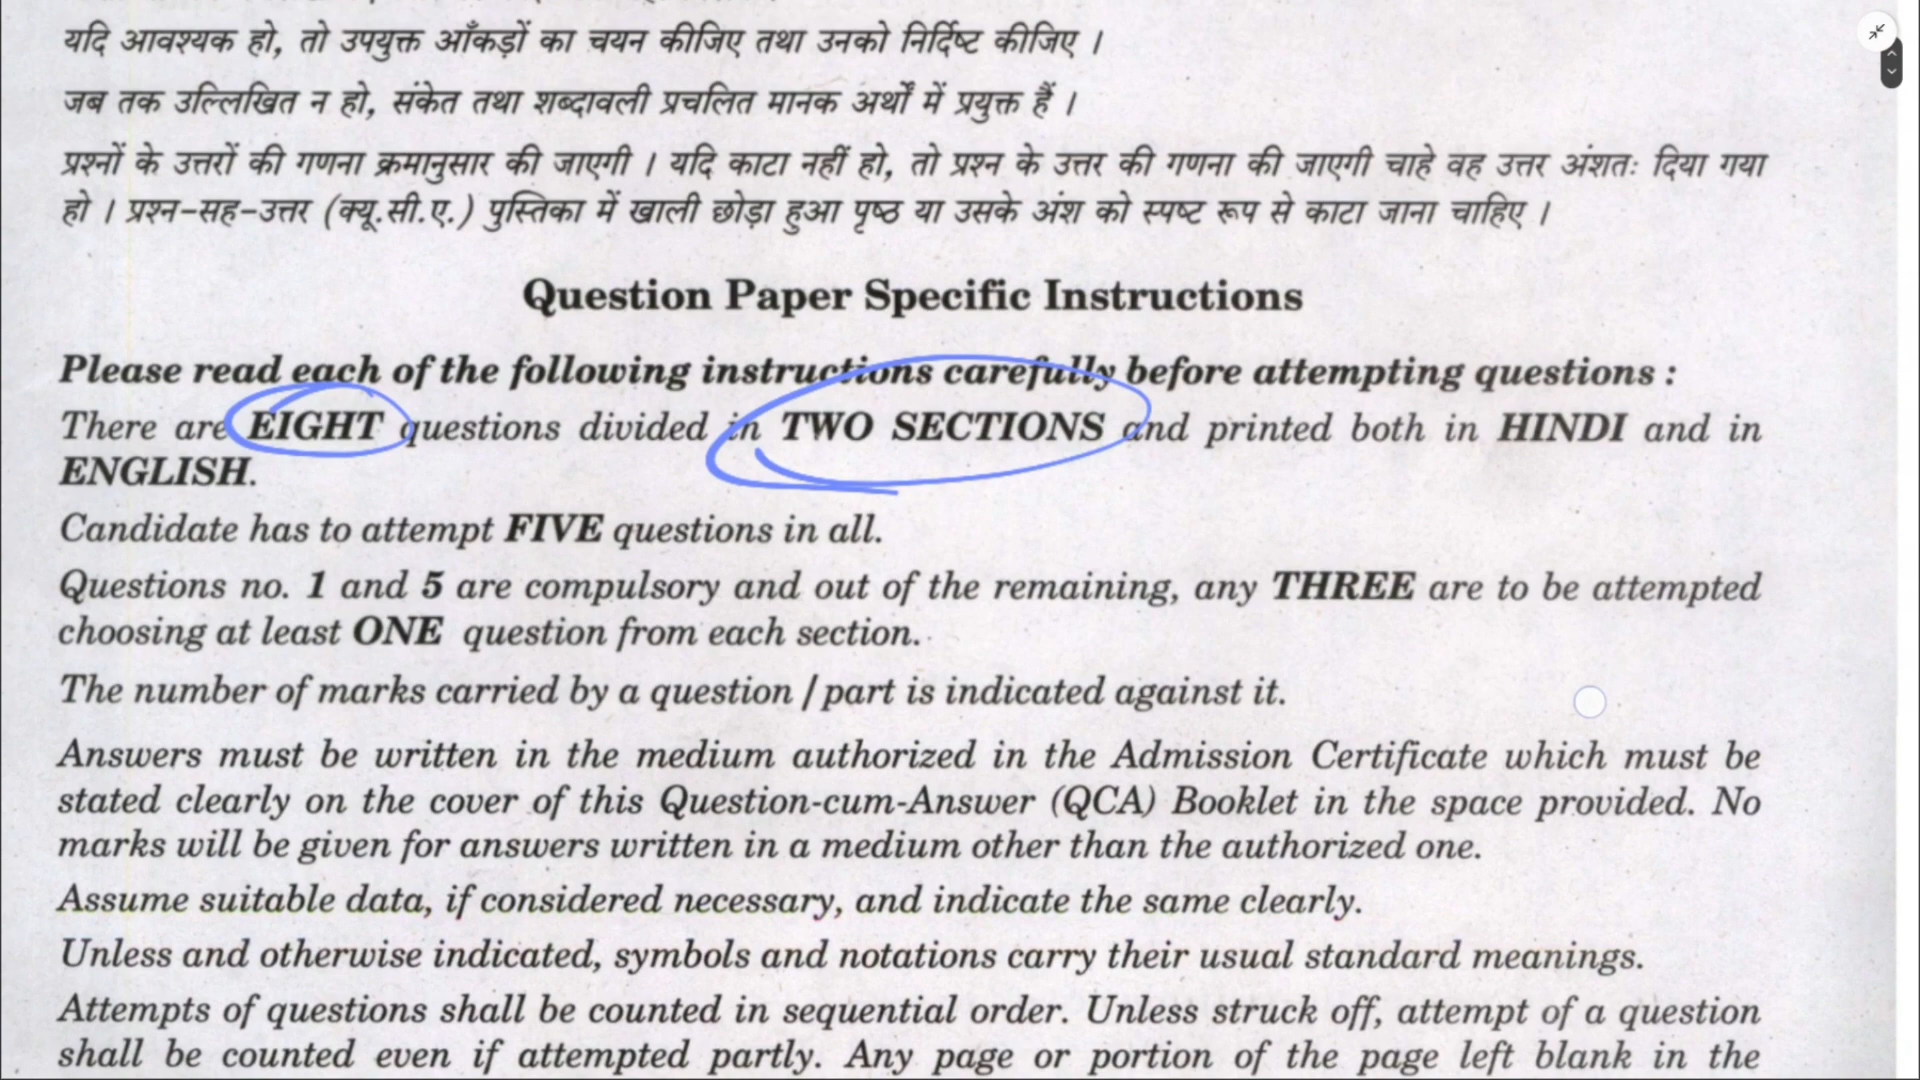 यदि आवश्यक हो, तो उपयुक्त आँकड़ों का चयन कीजिए तथा उनको निर्दिष्ट कीजिए ।
जब तक उल्लिखित न हो, संकेत तथा शब्दावली प्रचलित मानक अर्थों में प्रयुक्त हैं ।
प्रश्नों के उत्तरों की गणना क्रमानुसार की जाएगी । यदि काटा नहीं हो, तो प्रश्न के उत्तर की गणना की जाएगी चाहे वह उत्तर अंशतः दिया गया
हो । प्रश्न-सह-उत्तर (क्यू.सी.ए.) पुस्तिका में खाली छोड़ा हुआ पृष्ठ या उसके अंश को स्पष्ट रूप से काटा जाना चाहिए ।
Question Paper Specific Instructions
Please read each of the following instructions carefully before attempting questions :
There are EIGHT questions divided in TWO SECTIONS and printed both in HINDI and in
ENGLISH.
Candidate has to attempt FIVE questions in all.
Questions no. 1 and 5 are compulsory and out of the remaining, any THREE are to be attempted
choosing at least ONE question from each section.
The number of marks carried by a question / part is indicated against it.
Answers must be written in the medium authorized in the Admission Certificate which must be
stated clearly on the cover of this Question-cum-Answer (QCA) Booklet in the space provided. No
marks will be given for answers written in a medium other than the authorized one.
Assume suitable data, if considered necessary, and indicate the same clearly.
Unless and otherwise indicated, symbols and notations carry their usual standard meanings.
Attempts of questions shall be counted in sequential order. Unless struck off, attempt of a question
shall be counted even if attempted partly. Any page or portion of the page left blank in the